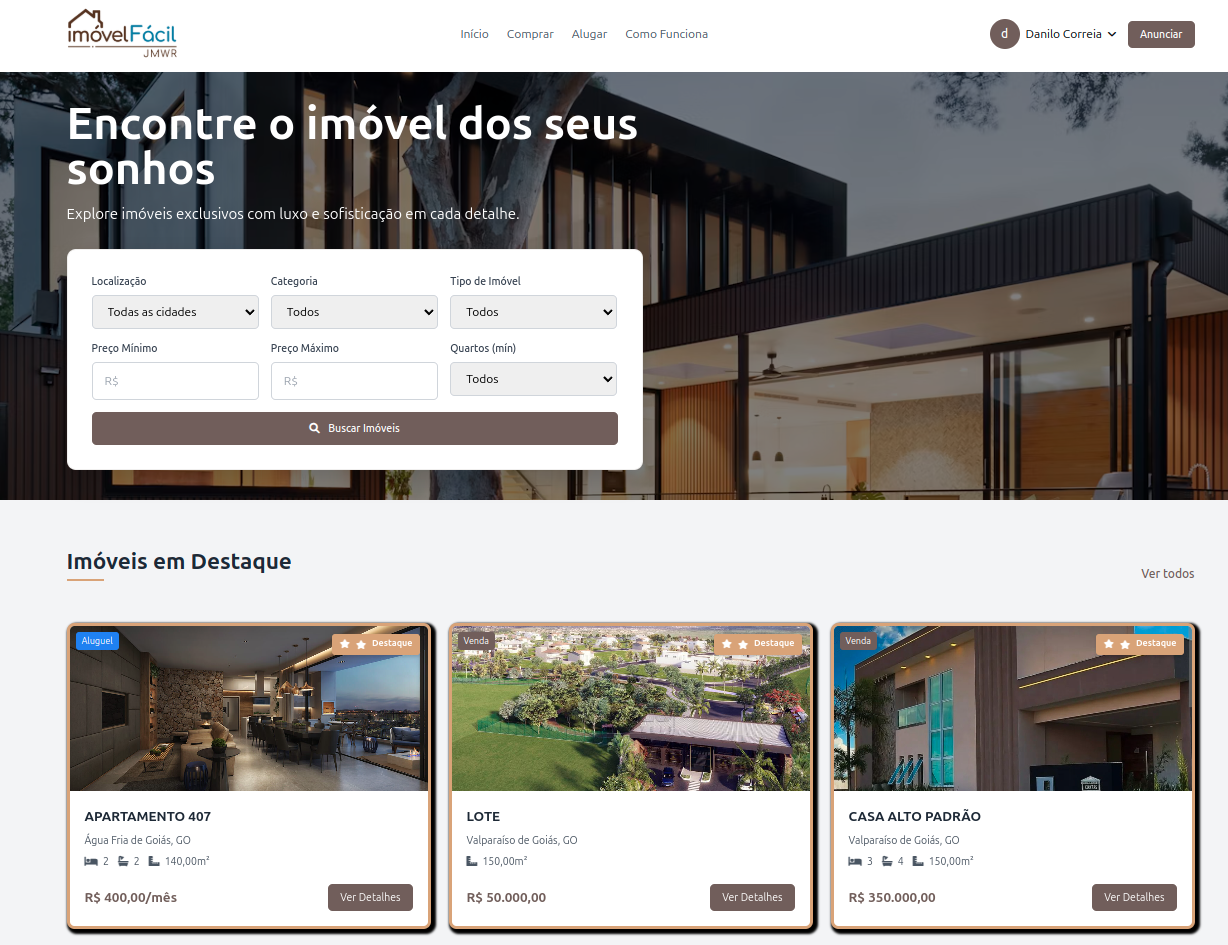 imóvelFácil
JMWR
Início Comprar Alugar Como Funciona
d Danilo Correia Anunciar
Encontre o imóvel dos seus
sonhos
Explore imóveis exclusivos com luxo e sofisticação em cada detalhe.
Localização Categoria Tipo de Imóvel
Todas as cidades Todos Todos
Preço Mínimo Preço Máximo Quartos (mín)
R$ R$ Todos
Buscar Imóveis
Imóveis em Destaque
Ver todos
Aluguel Destaque
APARTAMENTO 407
Água Fria de Goiás, GO
2 2 140,00m²
R$ 400,00/mês Ver Detalhes
Venda Destaque
LOTE
Valparaíso de Goiás, GO
150,00m²
R$ 50.000,00 Ver Detalhes
Venda Destaque
CASA ALTO PADRÃO
Valparaíso de Goiás, GO
3 4 150,00m²
R$ 350.000,00 Ver Detalhes